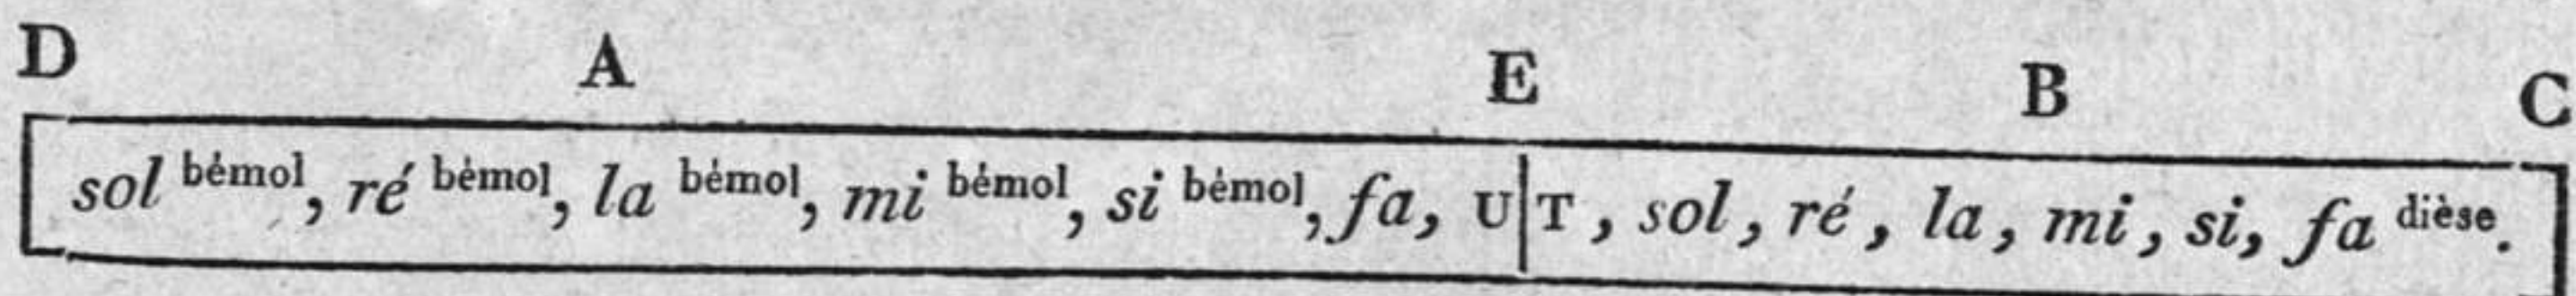 D A E B C
sol bémol, ré bémol, la bémol, mi bémol, si bémol, fa, U|T, sol, ré, la, mi, si, fa dièse.